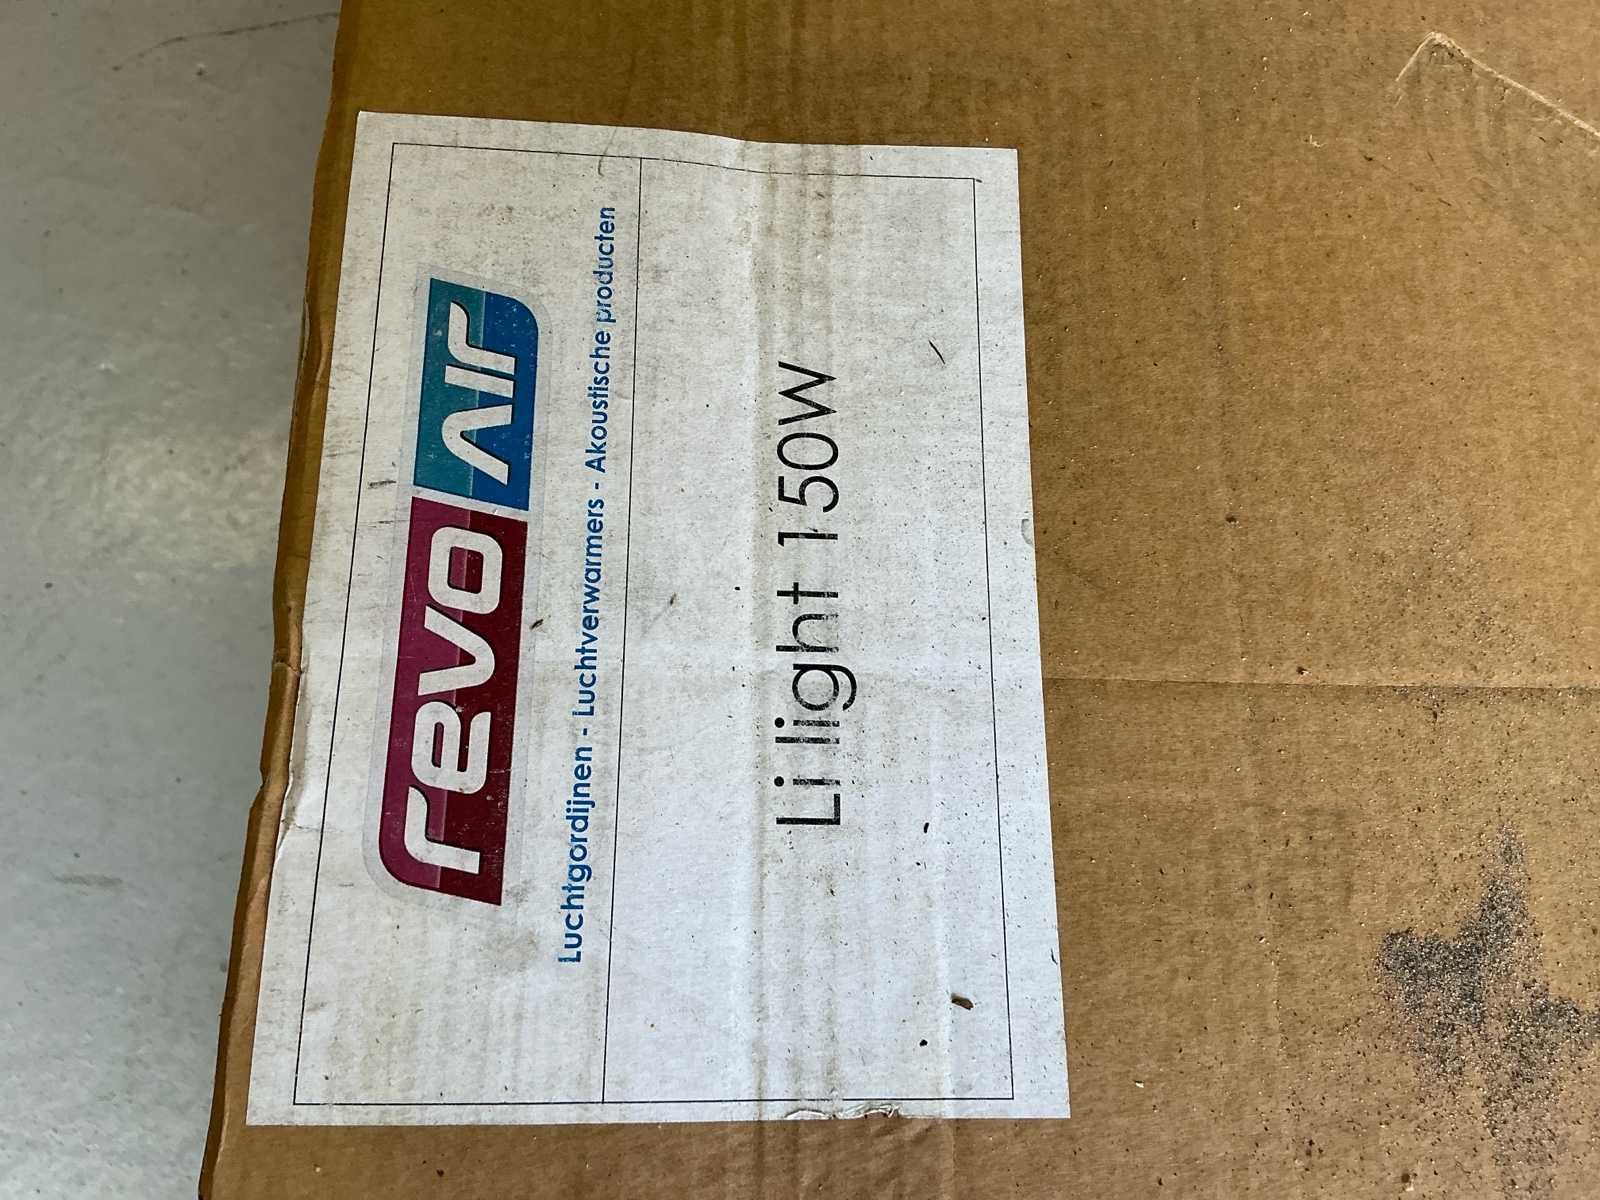 revo AIR
Luchtgordijnen - Luchtverwarmers - Akoustische producten
Li light 150W